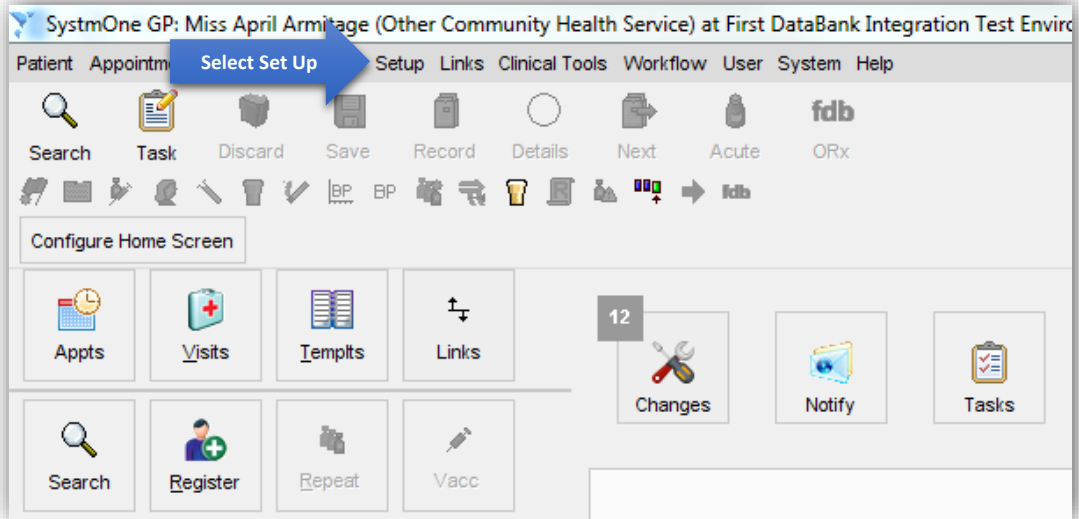 SystmOne GP: Miss April Armitage (Other Community Health Service) at First DataBank Integration Test
Patient Select Set Up Setup Links Clinical Tools Workflow User System Help
fdb
Search Task Discard Save Record Details Next Acute ORx
BP BP fdb
Configure Home Screen
12
Appts Visits Templts Links
Changes Notify Tasks
Search Register Repeat Vacc